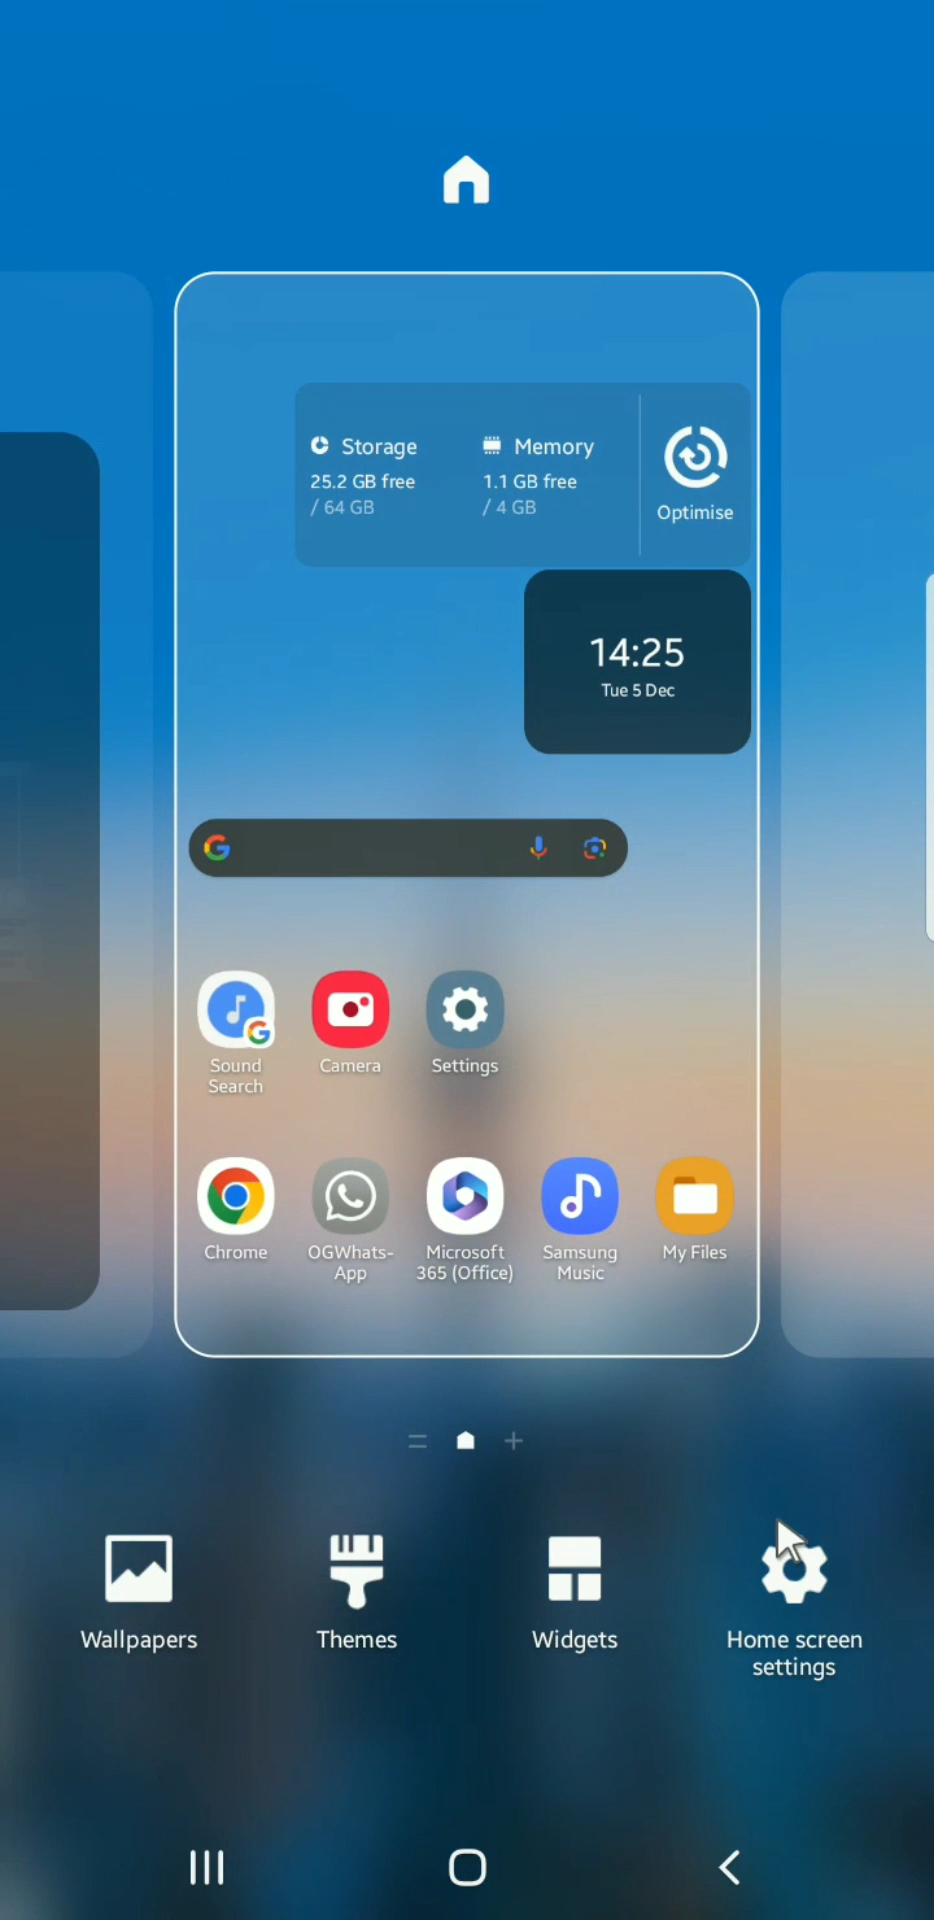 Storage
Memory
25.2 GB free
1.1 GB free
/ 64 GB
/ 4 GB
Optimise
14:25
Tue 5 Dec
Sound
Search
Camera
Settings
Chrome
OGWhats-
App
Microsoft
365 (Office)
Samsung
Music
My Files
Wallpapers
Themes
Widgets
Home screen
settings